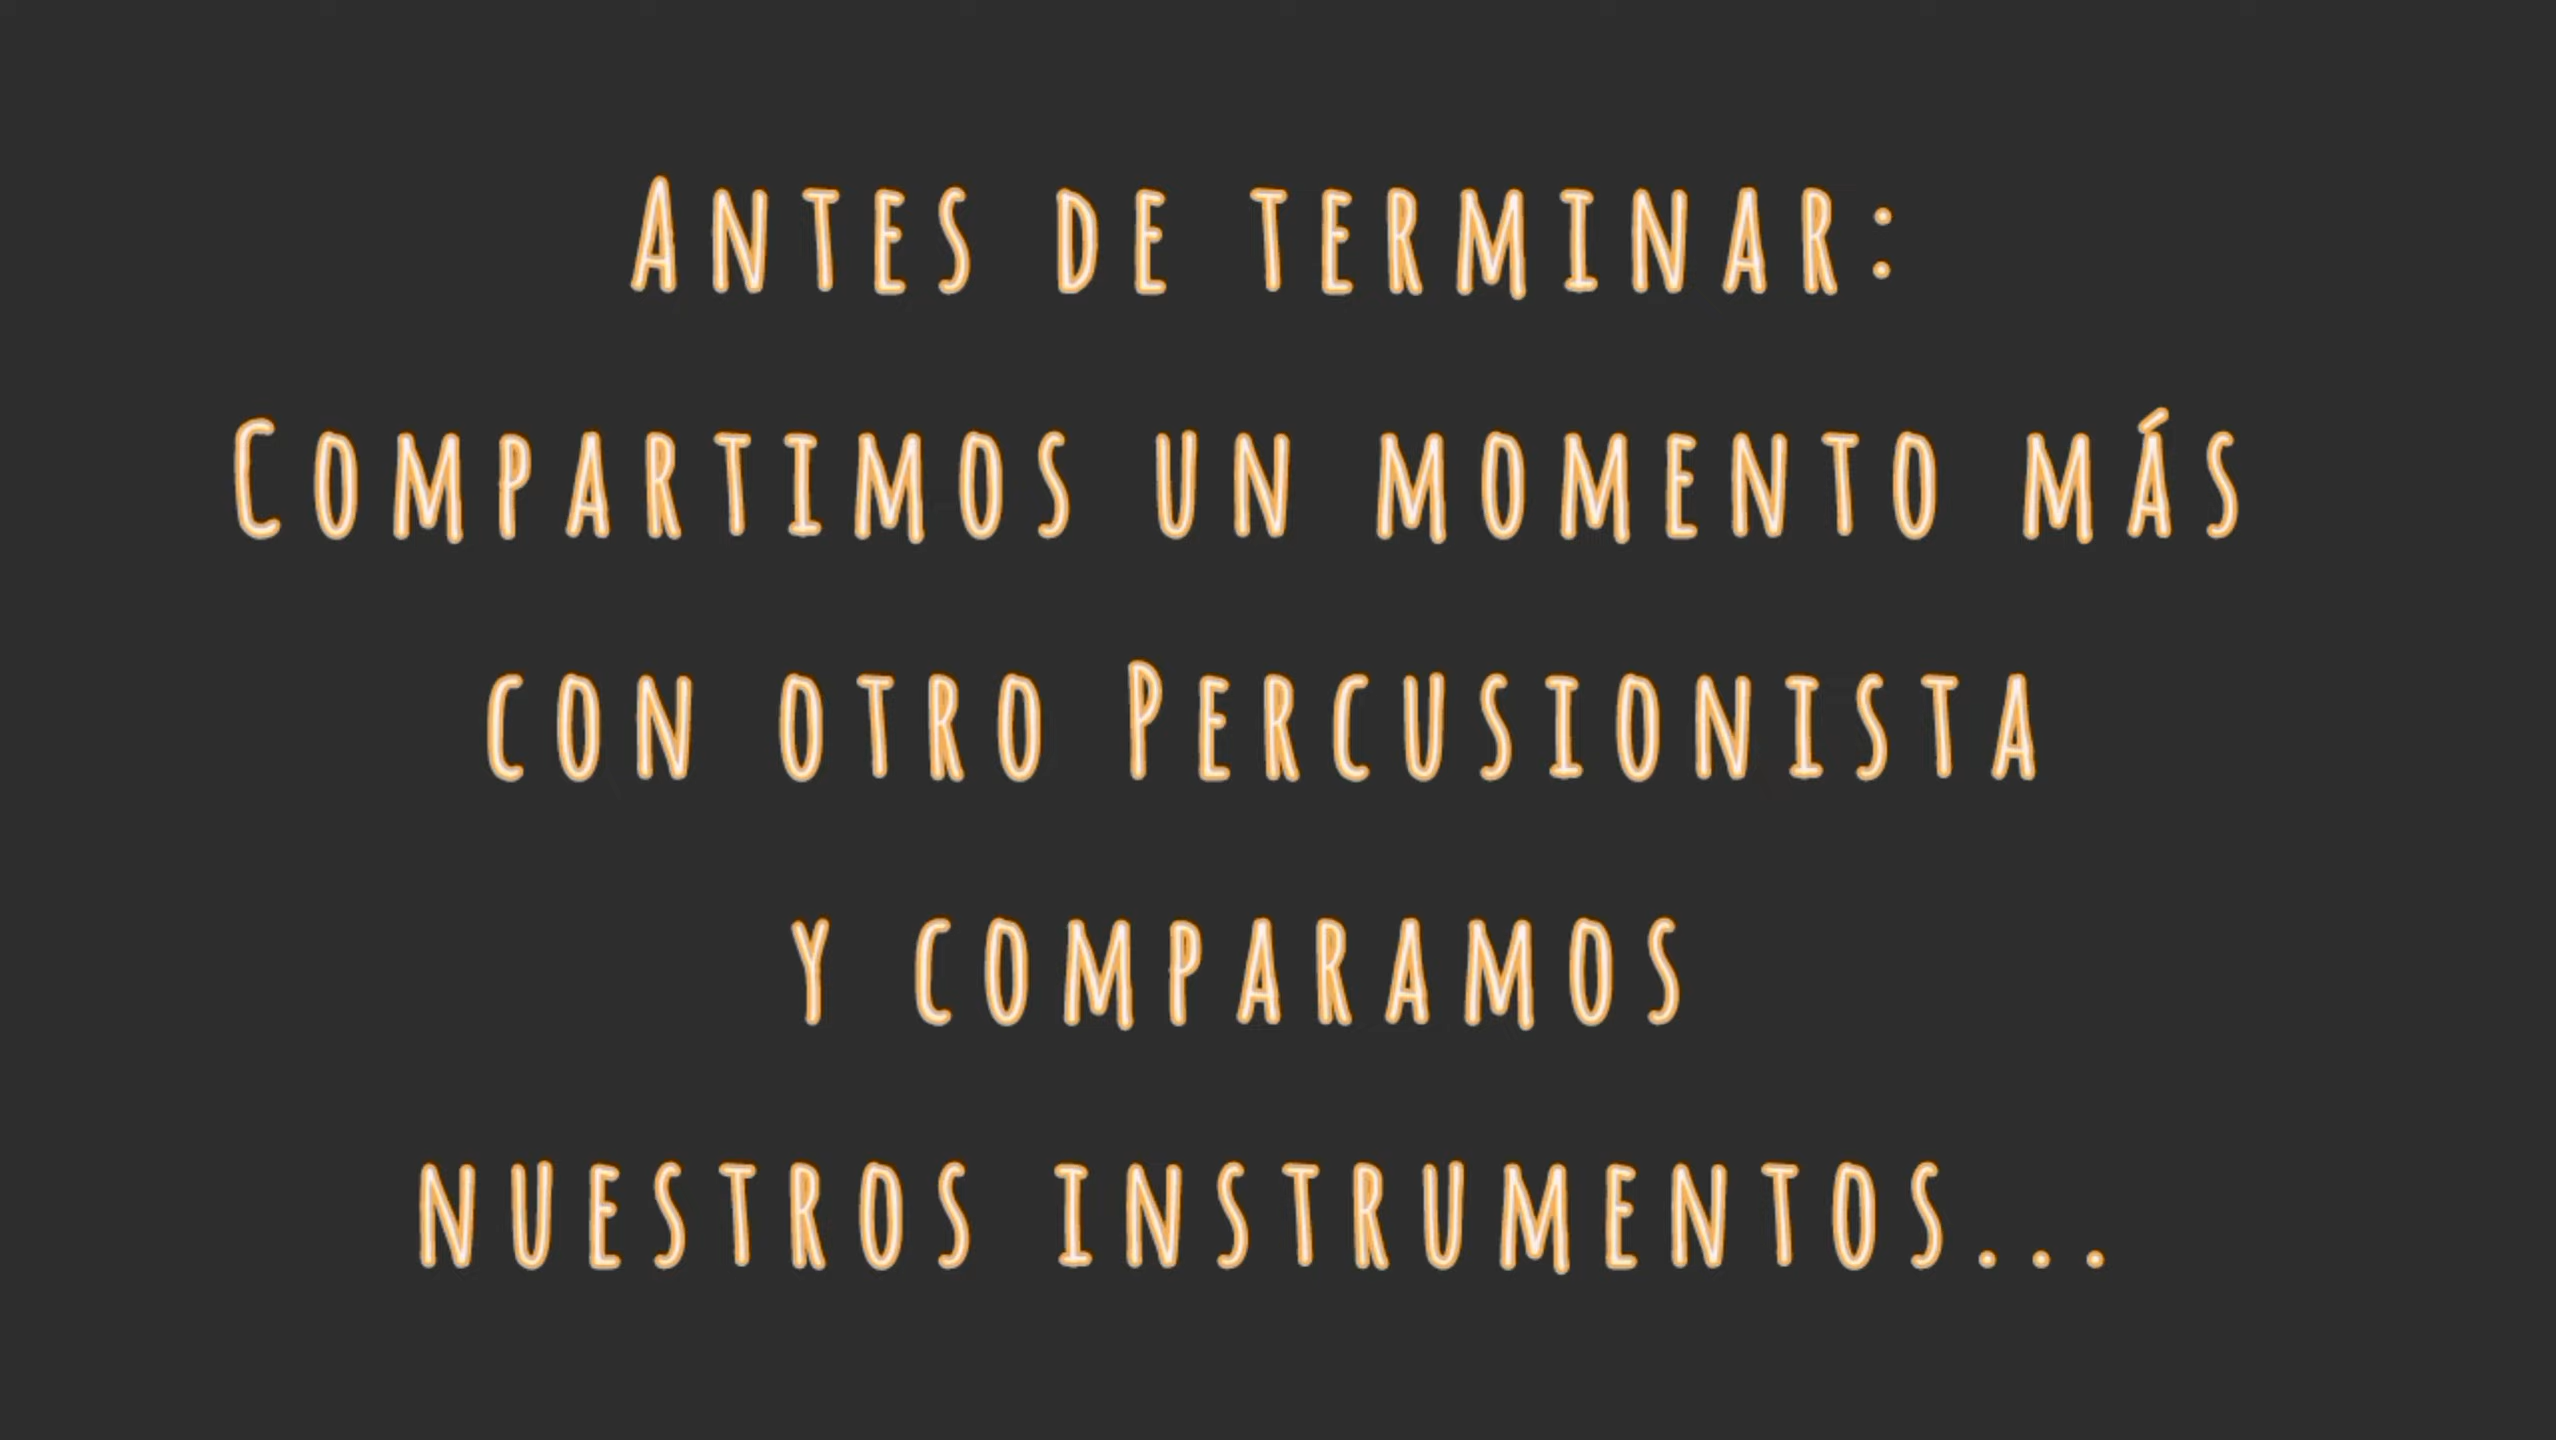 Antes de terminar:
Compartimos un momento más
con otro Percusionista
y comparamos
nuestros instrumentos...